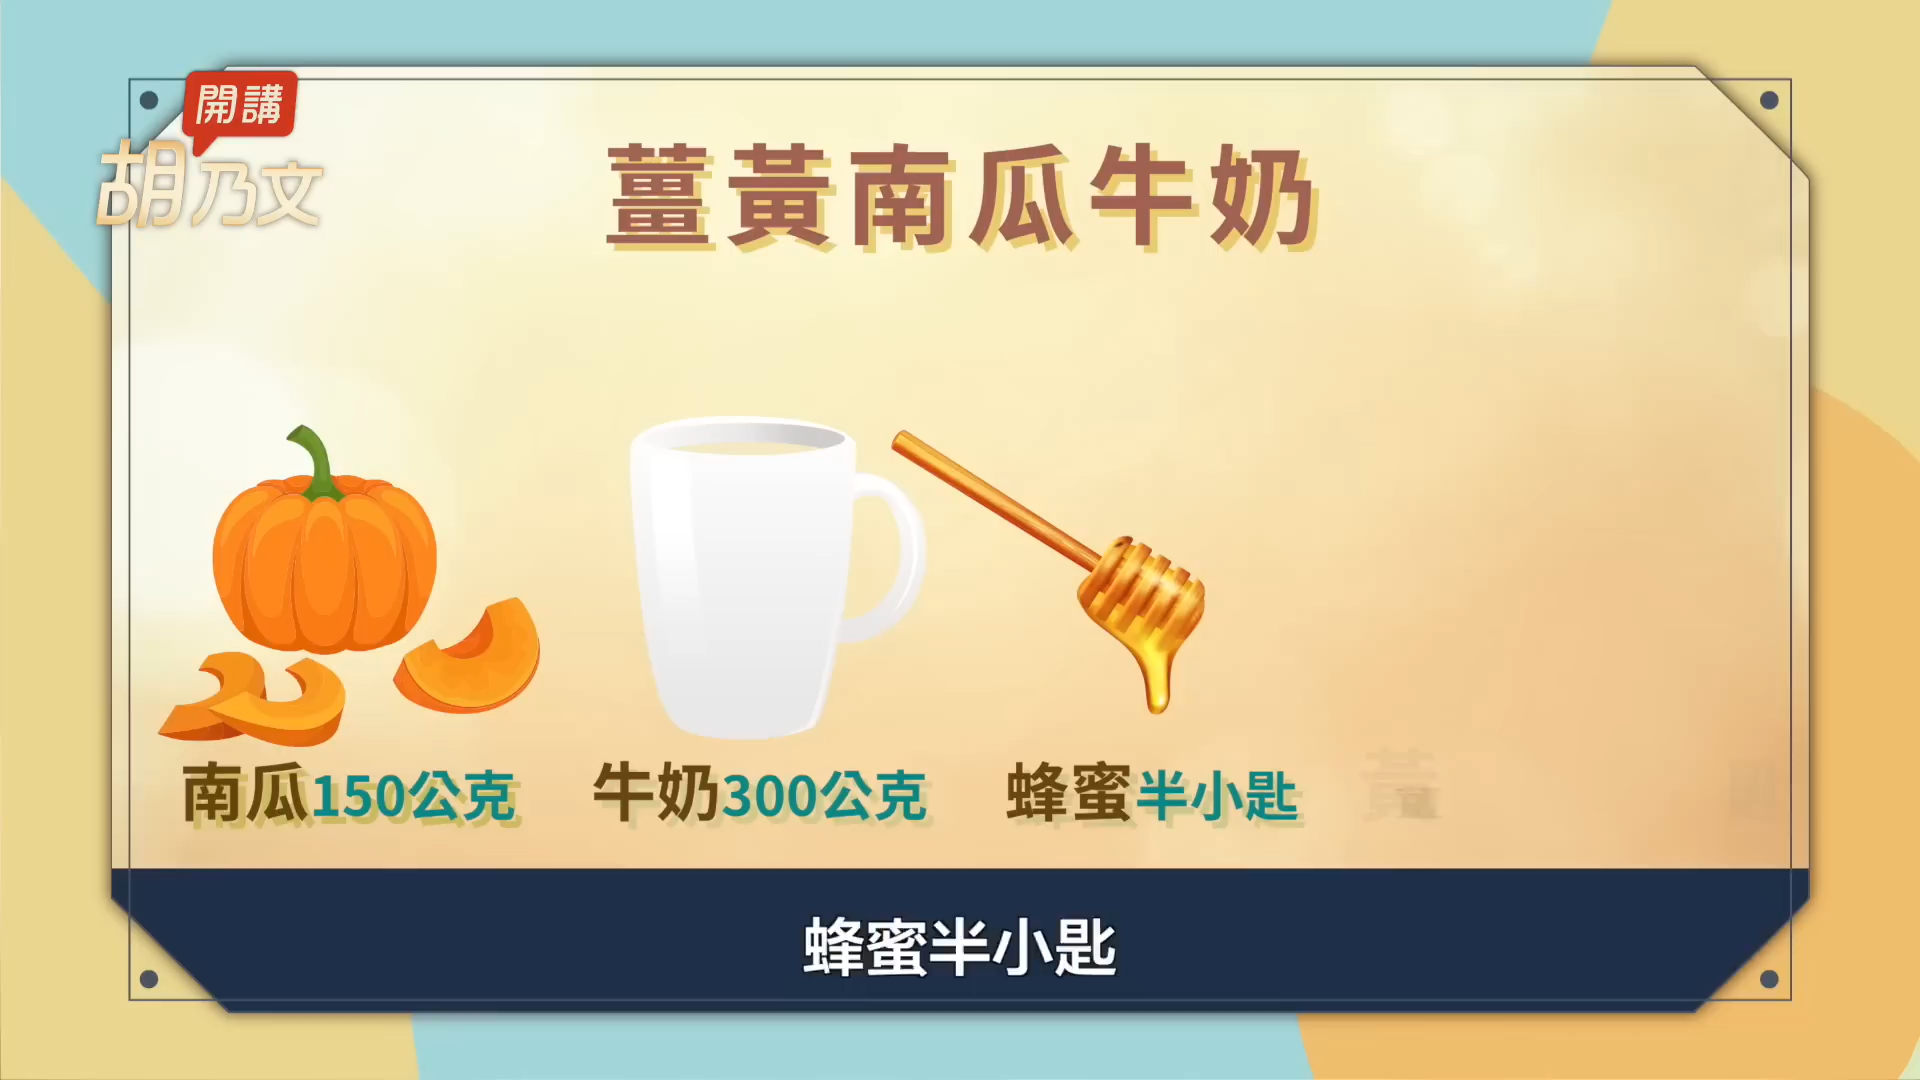 開講
胡乃文
薑黃南瓜牛奶
南瓜150公克
牛奶300公克
蜂蜜半小匙
蜂蜜半小匙